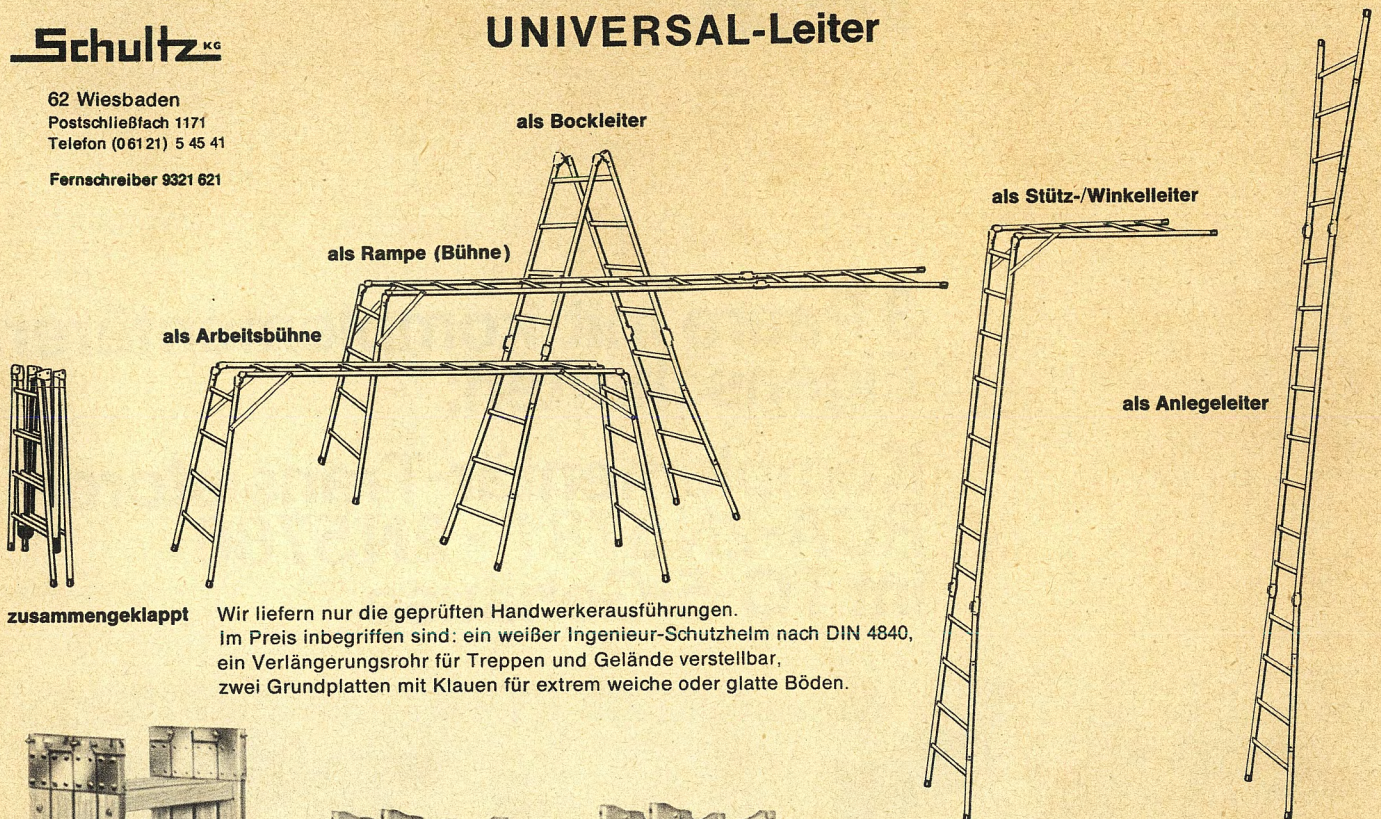 Schultz KG
62 Wiesbaden
Postschließfach 1171
Telefon (0 61 21) 5 45 41
Fernschreiber 9321 621
UNIVERSAL-Leiter
als Bockleiter
als Stütz-/Winkelleiter
als Rampe (Bühne)
als Arbeitsbühne
als Anlegeleiter
zusammengeklappt
Wir liefern nur die geprüften Handwerkerausführungen.
Im Preis inbegriffen sind: ein weißer Ingenieur-Schutzhelm nach DIN 4840,
ein Verlängerungsrohr für Treppen und Gelände verstellbar,
zwei Grundplatten mit Klauen für extrem weiche oder glatte Böden.